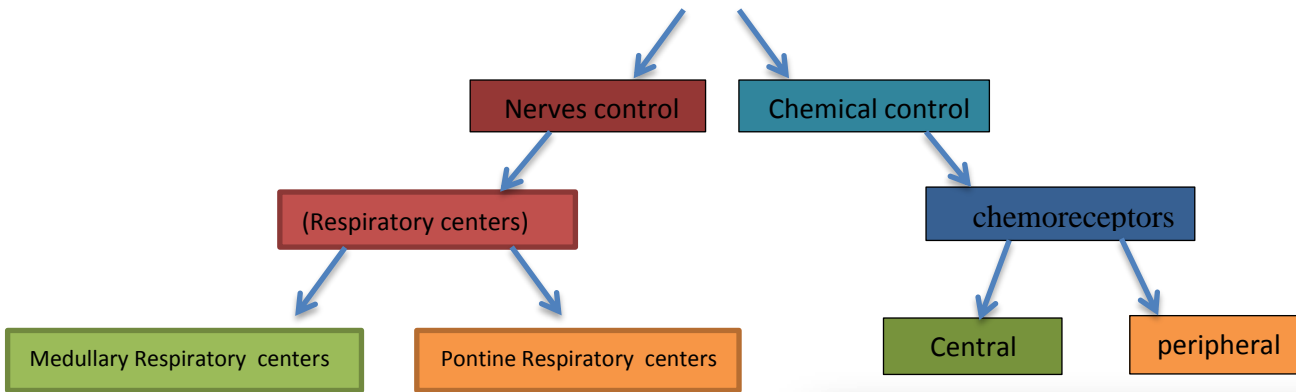 Nerves control
Chemical control
(Respiratory centers)
chemoreceptors
Medullary Respiratory centers
Pontine Respiratory centers
Central
peripheral